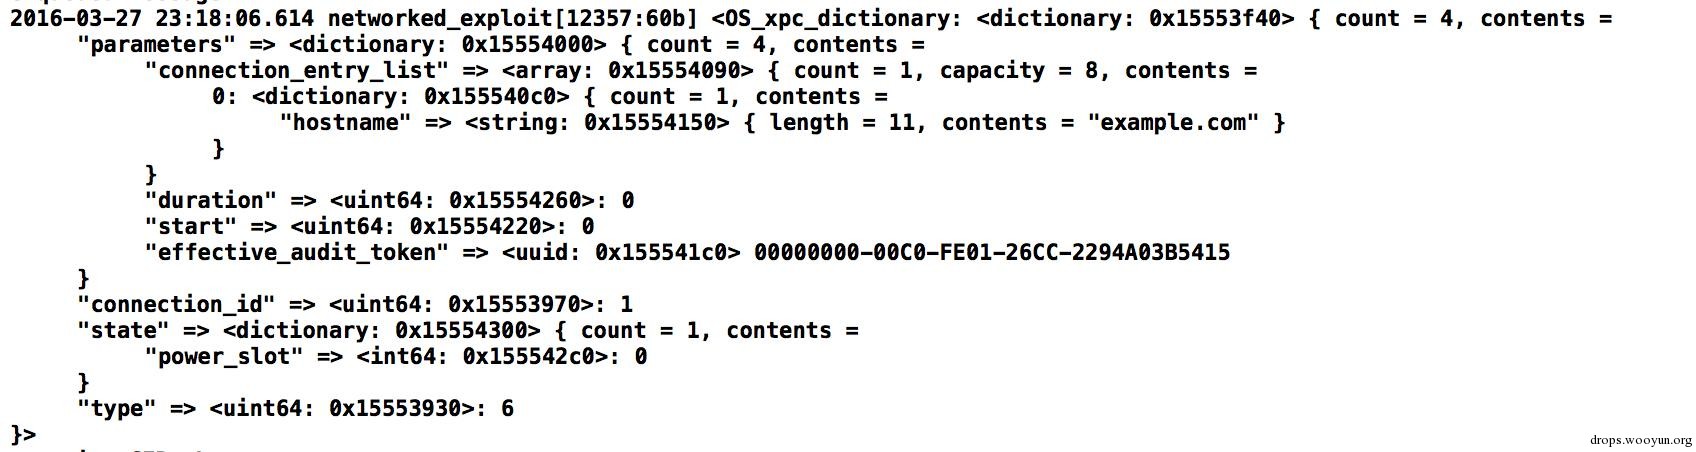 2016-03-27 23:18:06.614 networked_exploit[12357:60b] <OS_xpc_dictionary: <dictionary: 0x15553f40> { count = 4, contents =
"parameters" => <dictionary: 0x15554000> { count = 4, contents =
"connection_entry_list" => <array: 0x15554090> { count = 1, capacity = 8, contents =
0: <dictionary: 0x155540c0> { count = 1, contents =
"hostname" => <string: 0x15554150> { length = 11, contents = "example.com" }
}
}
"duration" => <uint64: 0x15554260>: 0
"start" => <uint64: 0x15554220>: 0
"effective_audit_token" => <uuid: 0x155541c0> 00000000-00C0-FE01-26CC-2294A03B5415
}
"connection_id" => <uint64: 0x15553970>: 1
"state" => <dictionary: 0x15554300> { count = 1, contents =
"power_slot" => <int64: 0x155542c0>: 0
}
"type" => <uint64: 0x15553930>: 6
}>
drops.wooyun.org